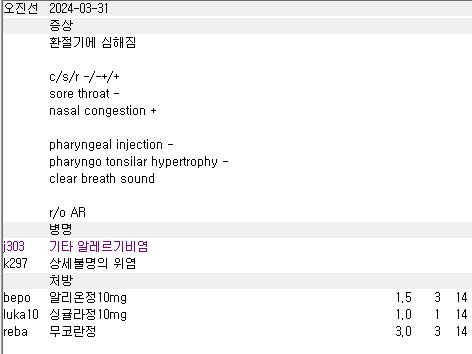 오진선 2024-03-31
증상
환절기에 심해짐
c/s/r -/-+/+
sore throat -
nasal congestion +
pharyngeal injection -
pharyngo tonsilar hypertrophy -
clear breath sound
r/o AR
병명
j303 기타 알레르기비염
k297 상세불명의 위염
처방
bepo 알리온정10mg 1.5 3 14
luka10 싱귤라정10mg 1.0 1 14
reba 무코란정 3.0 3 14